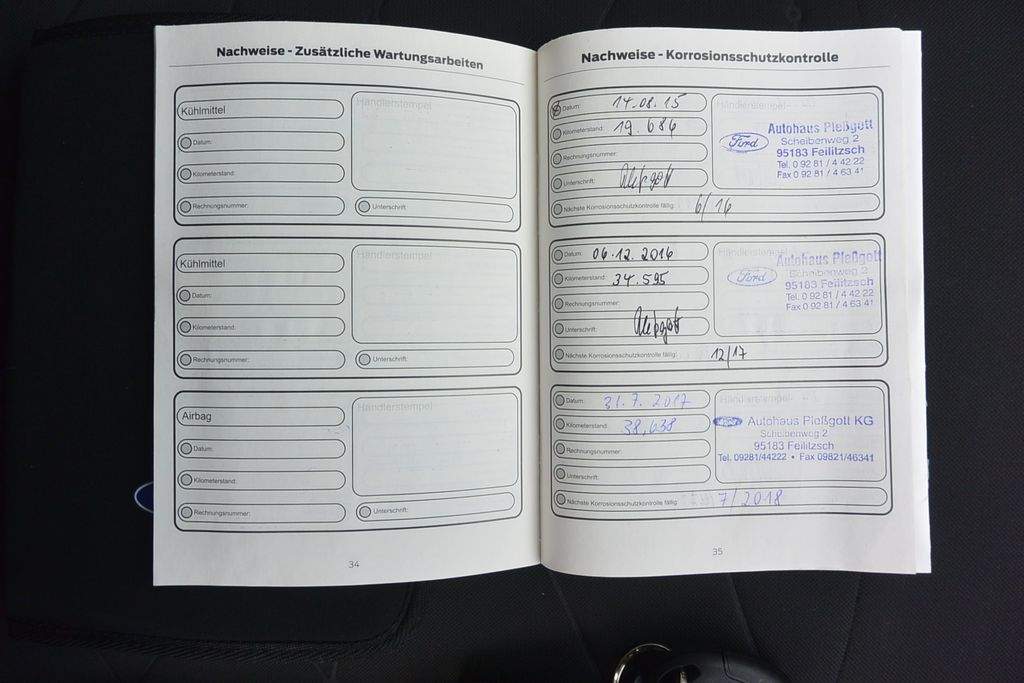 Nachweise - Zusätzliche Wartungsarbeiten
Kühlmittel
Händlerstempel
Datum:
Kilometerstand:
Rechnungsnummer:
Unterschrift:
Kühlmittel
Händlerstempel
Datum:
Kilometerstand:
Rechnungsnummer:
Unterschrift:
Airbag
Händlerstempel
Datum:
Kilometerstand:
Rechnungsnummer:
Unterschrift:
34
Nachweise - Korrosionsschutzkontrolle
Datum: 14.08.15
Kilometerstand: 19.684
Rechnungsnummer:
Unterschrift:
Nächste Korrosionsschutzkontrolle fällig: 6/16
Händlerstempel
Ford
Autohaus Pleßgott
Scheibenweg 2
95183 Feilitzsch
Tel. 0 92 81 / 4 42 22
Fax 0 92 81 / 4 63 41
Datum: 06.12.2016
Kilometerstand: 34.595
Rechnungsnummer:
Unterschrift:
Nächste Korrosionsschutzkontrolle fällig: 12/17
Händlerstempel
Ford
Autohaus Pleßgott
Scheibenweg 2
95183 Feilitzsch
Tel. 0 92 81 / 4 42 22
Fax 0 92 81 / 4 63 41
Datum: 31.7.2017
Kilometerstand: 38,638
Rechnungsnummer:
Unterschrift:
Nächste Korrosionsschutzkontrolle fällig: 7/2018
Händlerstempel
Autohaus Pleßgott KG
Scheibenweg 2
95183 Feilitzsch
Tel. 09281/44222 • Fax 09821/46341
35